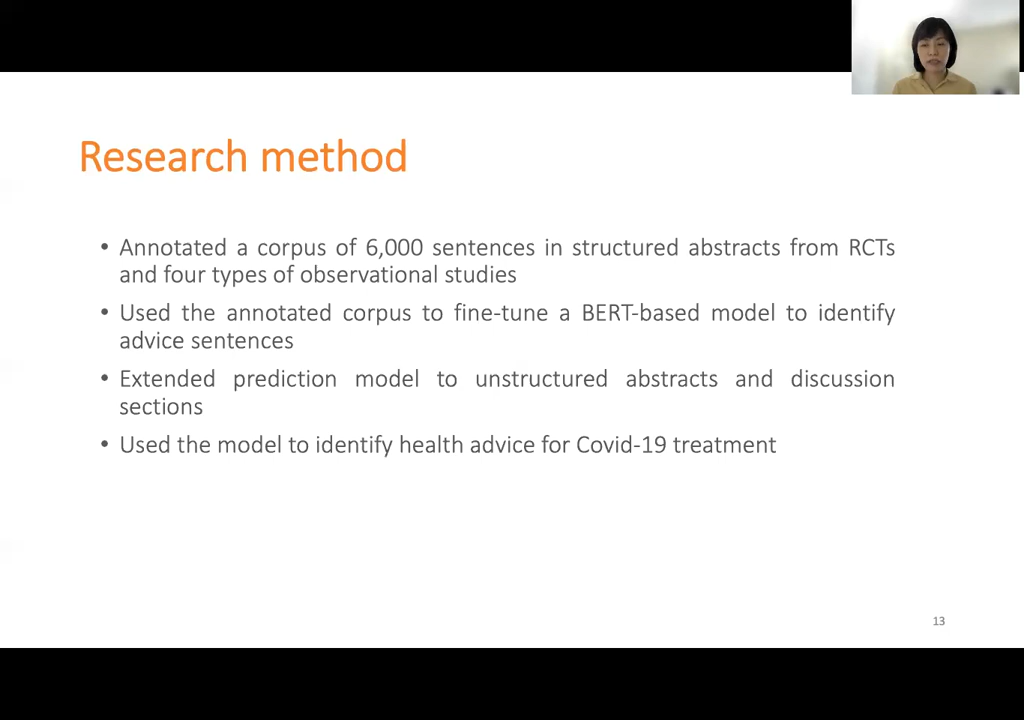 Research method
• Annotated a corpus of 6,000 sentences in structured abstracts from RCTs
and four types of observational studies
• Used the annotated corpus to fine-tune a BERT-based model to identify
advice sentences
• Extended prediction model to unstructured abstracts and discussion
sections
• Used the model to identify health advice for Covid-19 treatment
13